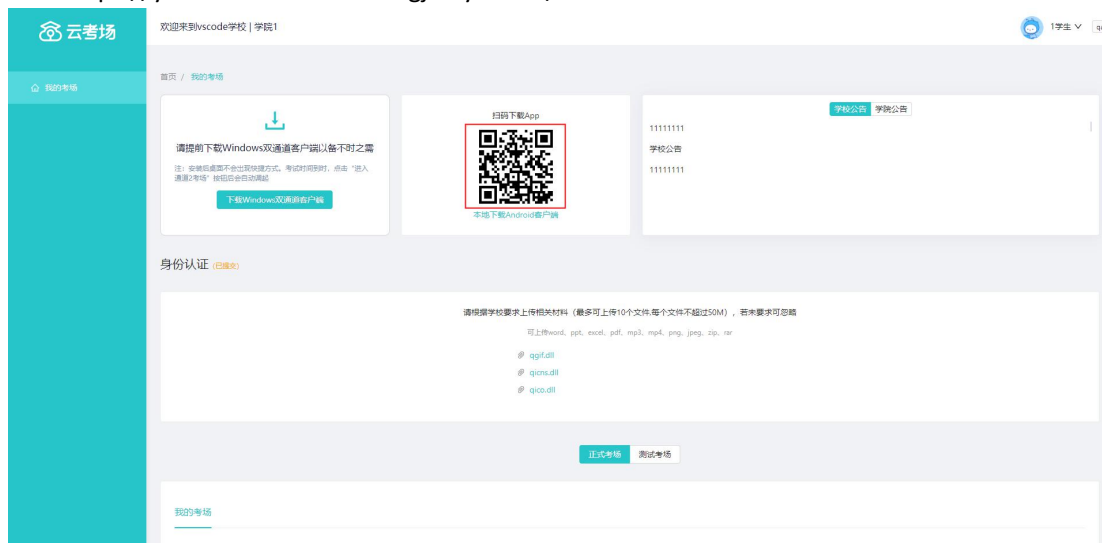 云考场
欢迎来到vscode学校 | 学院1
1学生
我的考场
首页 / 我的考场
请提前下载Windows双通道客户端以备不时之需
注：安装后桌面不会出现快捷方式。考试时间到时，点击“进入
通道2考场”按钮后会自动调起
下载Windows双通道客户端
扫码下载App
本地下载Android客户端
学校公告 学院公告
11111111
学校公告
11111111
身份认证 (已提交)
请根据学校要求上传相关材料（最多可上传10个文件,每个文件不超过50M），若未要求可忽略
可上传word、ppt、excel、pdf、mp3、mp4、png、jpeg、zip、rar
qgif.dll
qicns.dll
qico.dll
正式考场 测试考场
我的考场